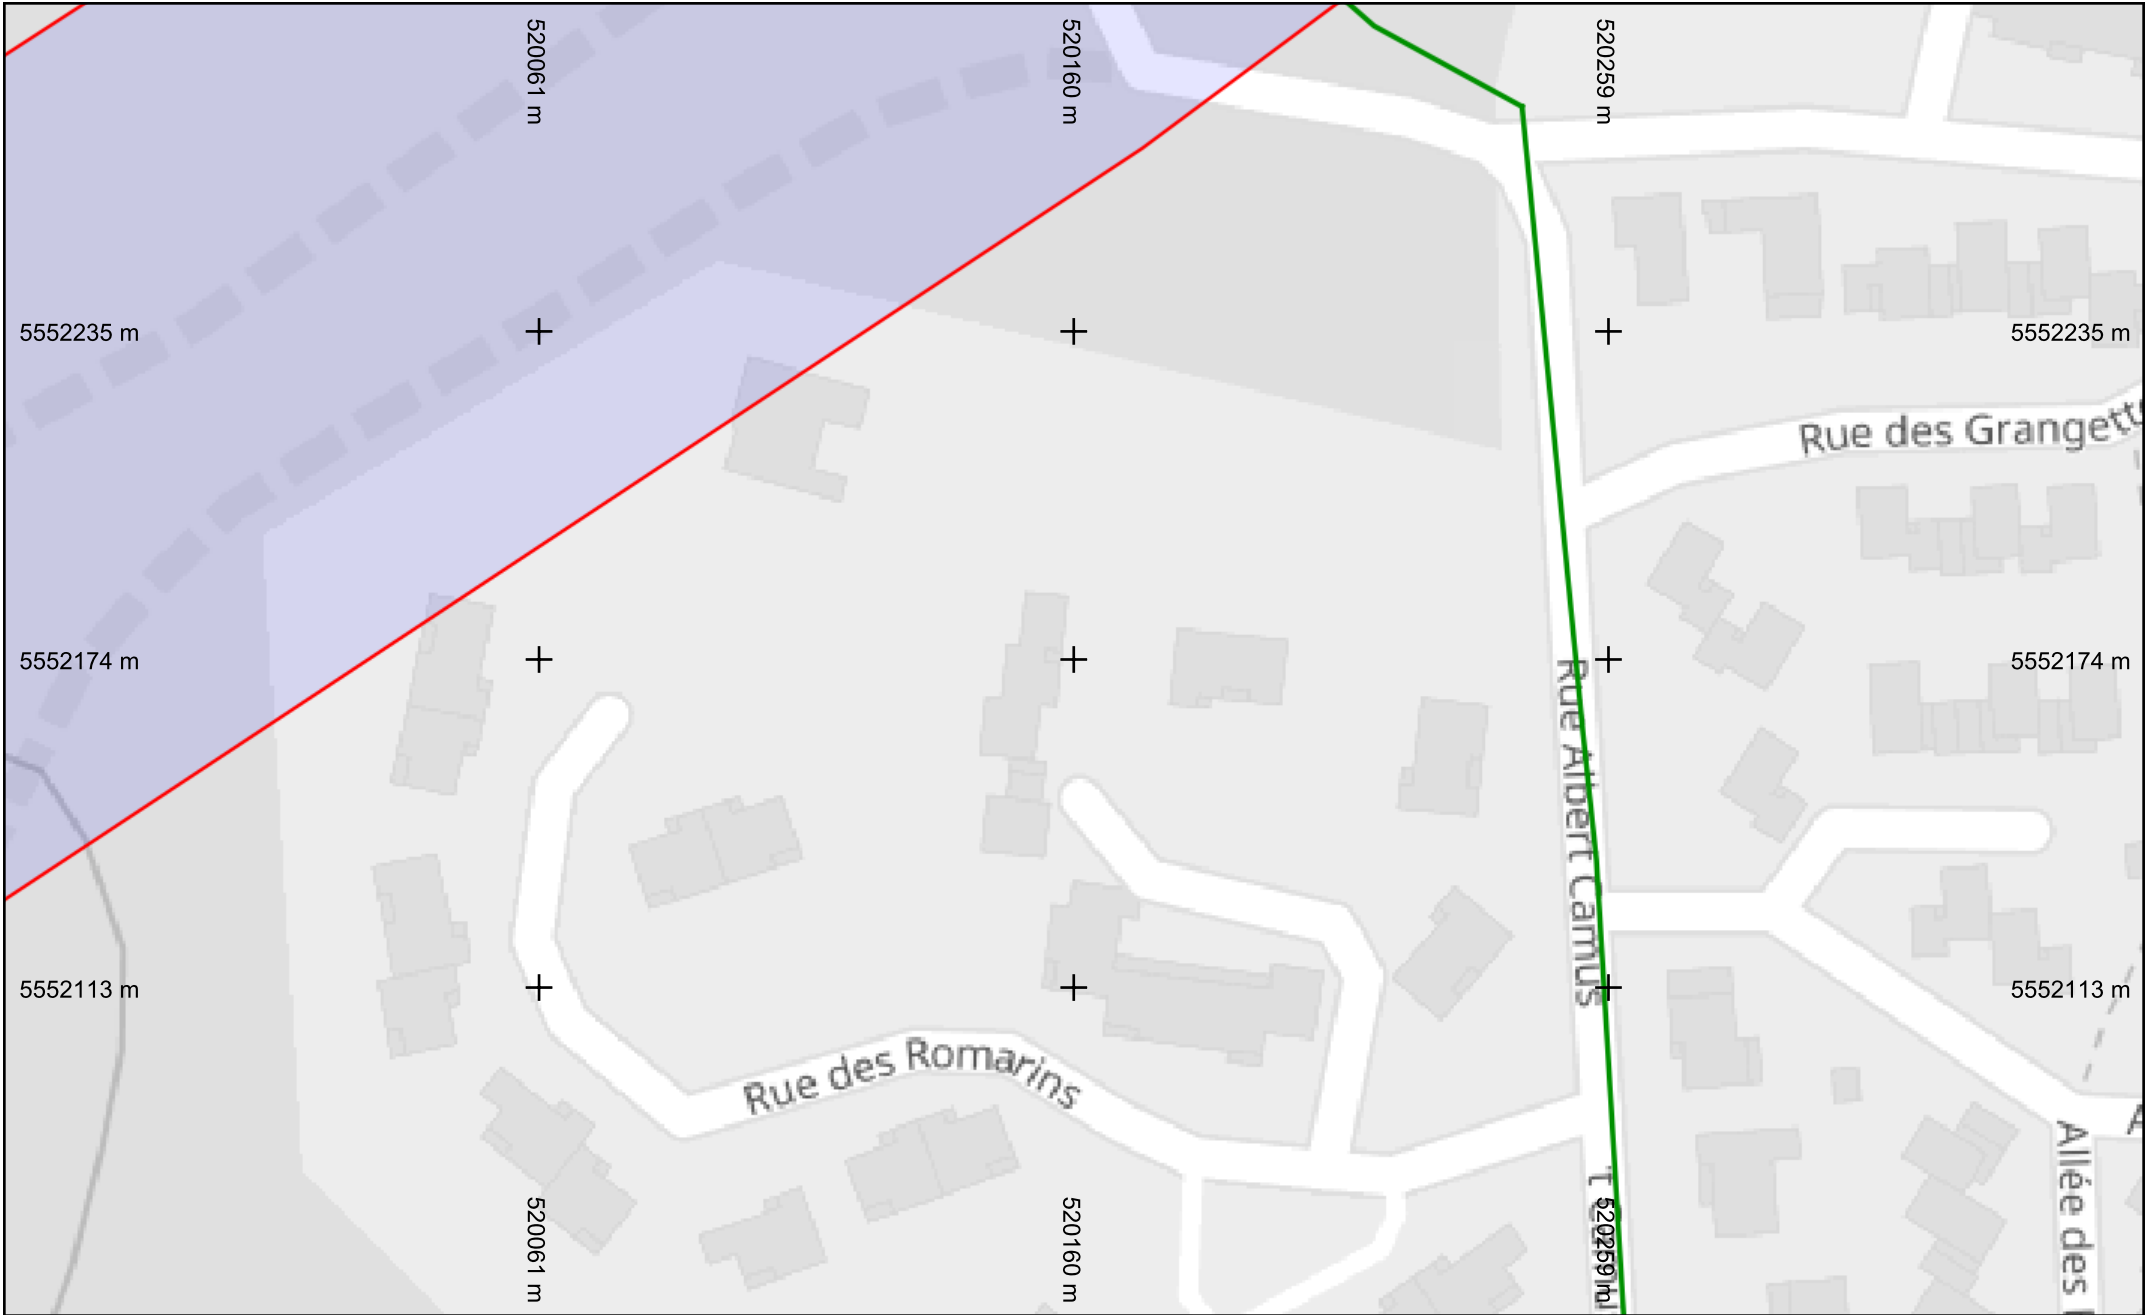 520061 m
520160 m
520259 m
5552235 m
5552235 m
Rue des Grangett
5552174 m
5552174 m
Rue Albert Camus
5552113 m
5552113 m
Rue des Romarins
A
Allée des
520061 m
520160 m
520259 m